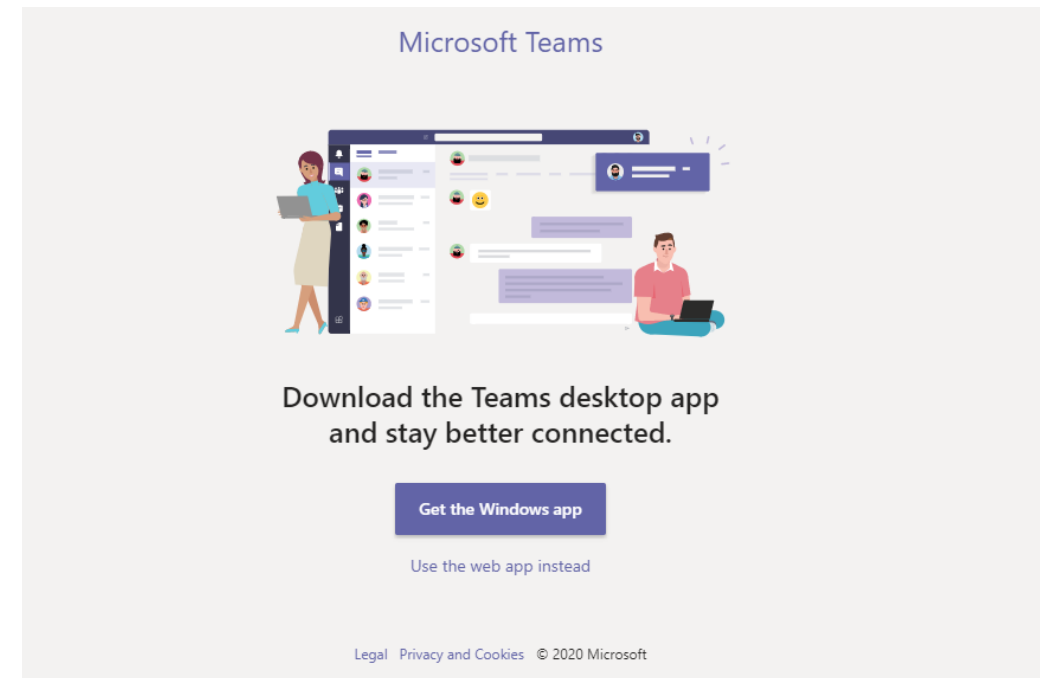 Microsoft Teams
Download the Teams desktop app
and stay better connected.
Get the Windows app
Use the web app instead
Legal Privacy and Cookies © 2020 Microsoft